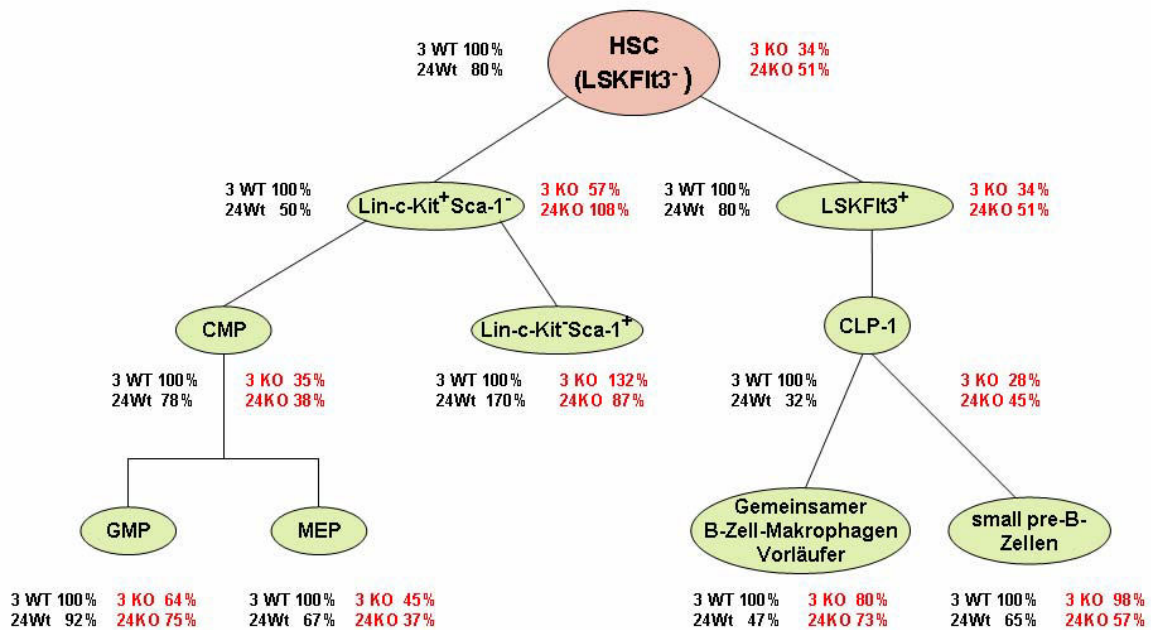 3 WT 100%
24Wt 80%
HSC
(LSKFlt3⁻)
3 KO 34%
24KO 51%
3 WT 100%
24Wt 50%
Lin-c-Kit⁺Sca-1⁻
3 KO 57%
24KO 108%
3 WT 100%
24Wt 80%
LSKFlt3⁺
3 KO 34%
24KO 51%
CMP
3 WT 100%
24Wt 78%
3 KO 35%
24KO 38%
Lin-c-Kit⁻Sca-1⁺
3 WT 100%
24Wt 170%
3 KO 132%
24KO 87%
CLP-1
3 WT 100%
24Wt 32%
3 KO 28%
24KO 45%
GMP
3 WT 100%
24Wt 92%
3 KO 64%
24KO 75%
MEP
3 WT 100%
24Wt 67%
3 KO 45%
24KO 37%
Gemeinsamer
B-Zell-Makrophagen
Vorläufer
3 WT 100%
24Wt 47%
3 KO 80%
24KO 73%
small pre-B-
Zellen
3 WT 100%
24Wt 65%
3 KO 98%
24KO 57%